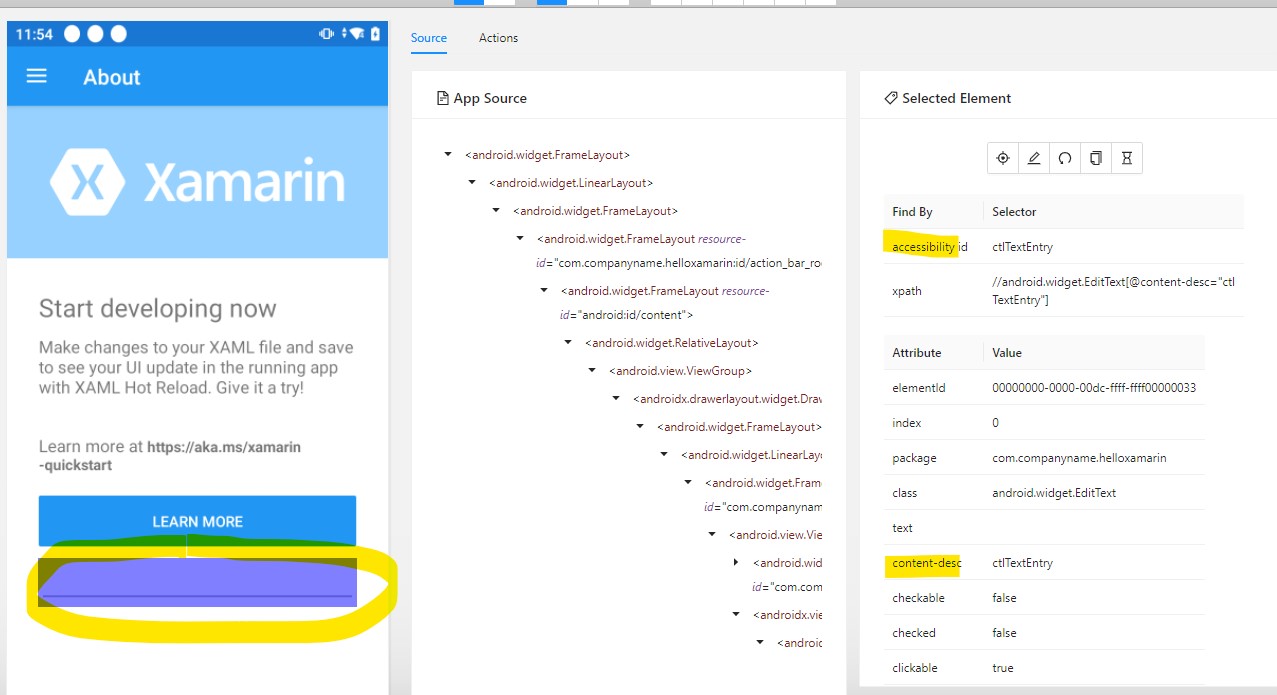 11:54
About
Xamarin
Start developing now
Make changes to your XAML file and save
to see your UI update in the running app
with XAML Hot Reload. Give it a try!
Learn more at https://aka.ms/xamarin
-quickstart
LEARN MORE
Source Actions
App Source
<android.widget.FrameLayout>
<android.widget.LinearLayout>
<android.widget.FrameLayout>
<android.widget.FrameLayout resource-
id="com.companyname.helloxamarin:id/action_bar_ro
<android.widget.FrameLayout resource-
id="android:id/content">
<android.widget.RelativeLayout>
<android.view.ViewGroup>
<androidx.drawerlayout.widget.Draw
<android.widget.FrameLayout>
<android.widget.LinearLayo
<android.widget.Fram
id="com.companynam
<android.view.Vie
<android.wid
id="com.com
<androidx.vie
<android
Selected Element
Find By Selector
accessibility id ctlTextEntry
xpath //android.widget.EditText[@content-desc="ctl
TextEntry"]
Attribute Value
elementId 00000000-0000-00dc-ffff-ffff00000033
index 0
package com.companyname.helloxamarin
class android.widget.EditText
text
content-desc ctlTextEntry
checkable false
checked false
clickable true